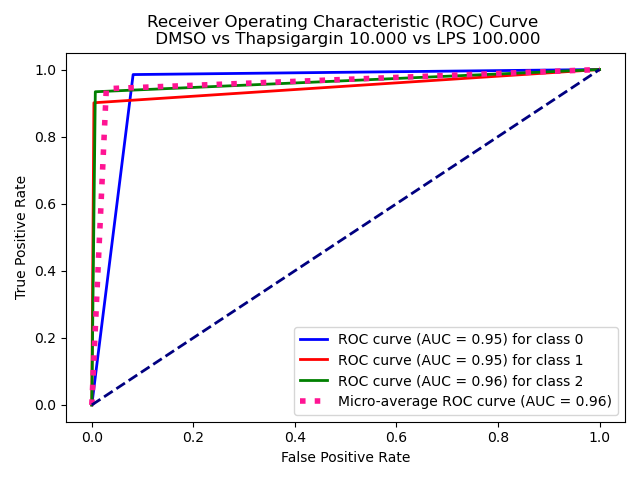 Receiver Operating Characteristic (ROC) Curve
DMSO vs Thapsigargin 10.000 vs LPS 100.000
1.0
0.8
0.6
0.4
0.2
0.0
True Positive Rate
ROC curve (AUC = 0.95) for class 0
ROC curve (AUC = 0.95) for class 1
ROC curve (AUC = 0.96) for class 2
Micro-average ROC curve (AUC = 0.96)
0.0 0.2 0.4 0.6 0.8 1.0
False Positive Rate